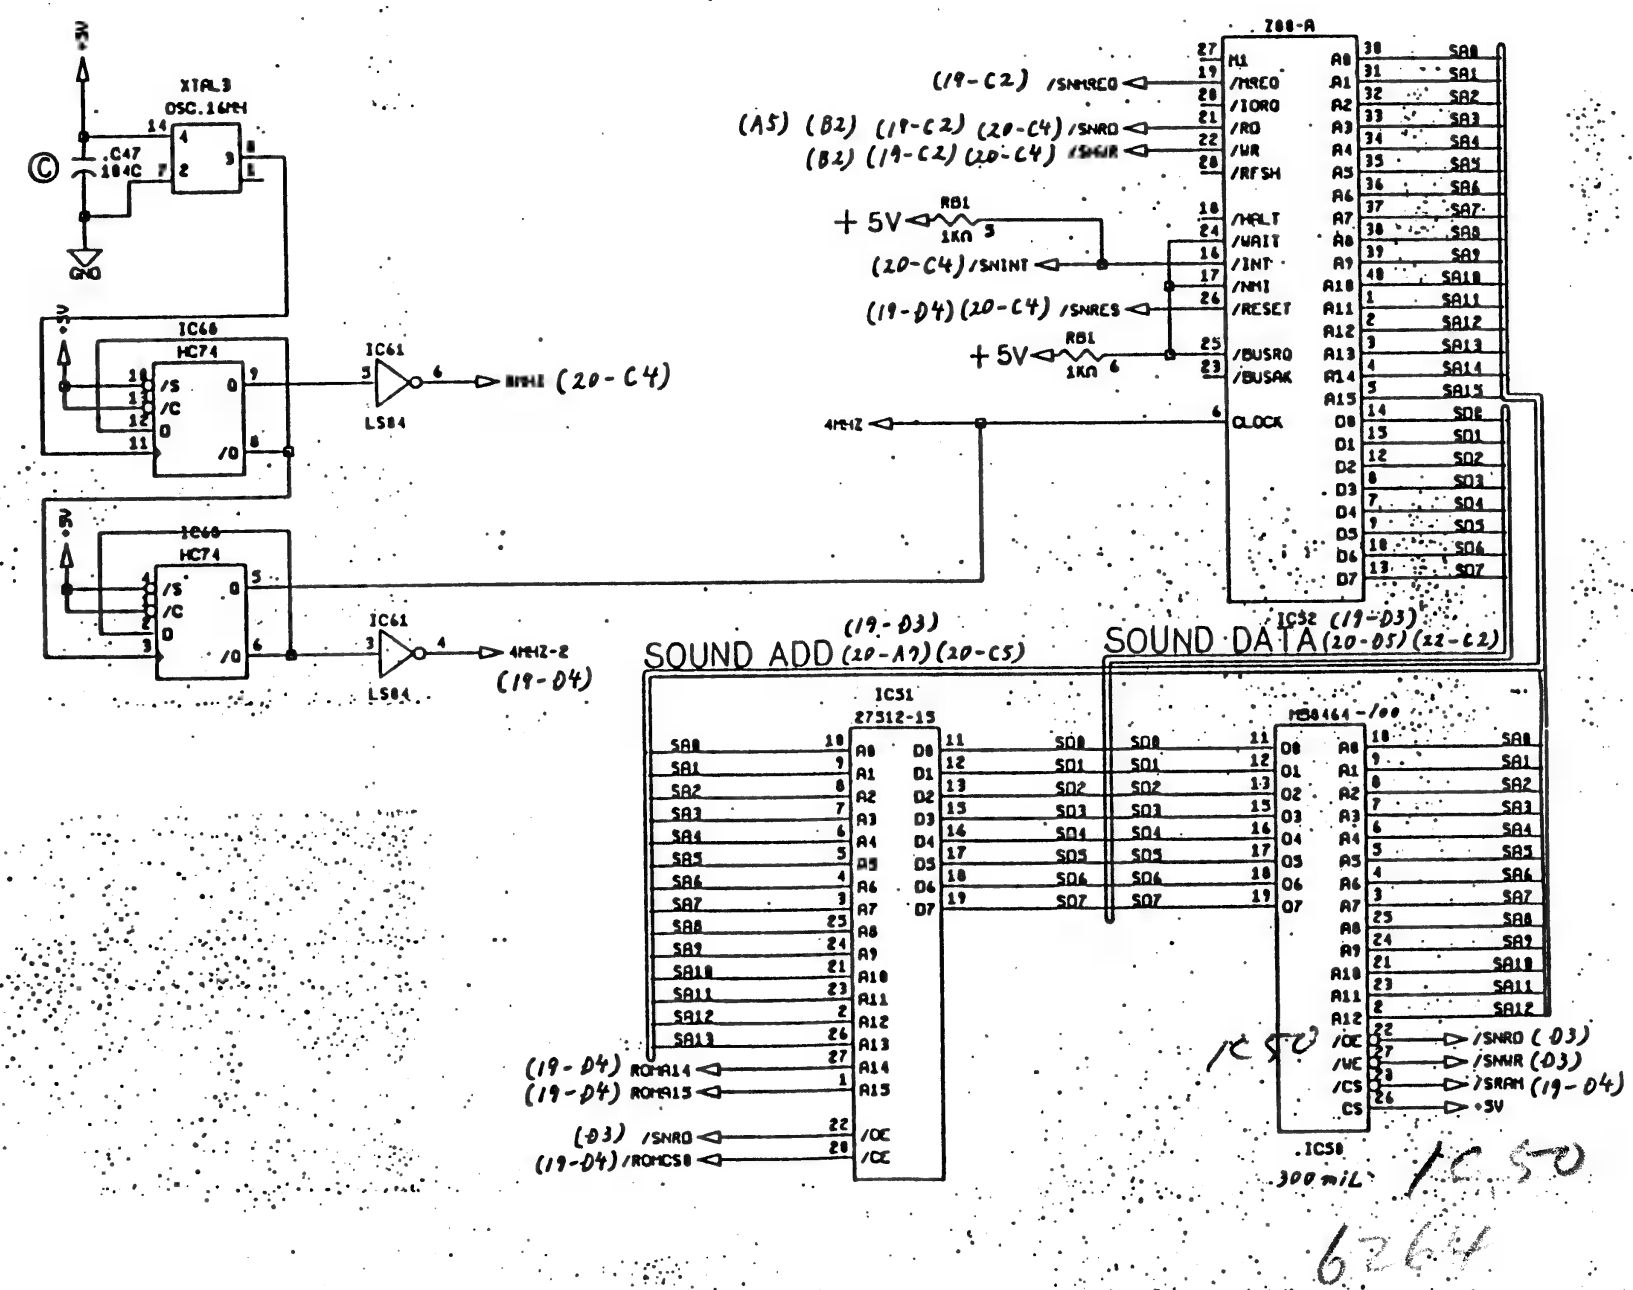 +5V
XTAL3
OSC.16MH
14 4
3
2
C47
104C
C
GND
+5V
IC60
HC74
10 /S Q 9
13 /C
12 D
11 /Q 8
IC61
5 6
LS04
8MHZ (20-C4)
+5V
IC60
HC74
4 /S Q 5
1 /C
2 D
3 /Q 6
IC61
3 4
LS04
4MHZ-2
(19-D4)
Z80-A
27 M1
(19-C2) /SNMREQ 19 /MREQ
20 /IORQ
(A5) (B2) (19-C2) (20-C4) /SNRD 21 /RD
(B2) (19-C2) (20-C4) /SNWR 22 /WR
28 /RFSH
18 /HALT
+5V RB1 1KΩ 5
24 /WAIT
(20-C4) /SNINT 16 /INT
17 /NMI
(19-D4) (20-C4) /SNRES 26 /RESET
+5V RB1 1KΩ 6
25 /BUSRQ
23 /BUSAK
4MHZ 6 CLOCK
A0 30 SA0
A1 31 SA1
A2 32 SA2
A3 33 SA3
A4 34 SA4
A5 35 SA5
A6 36 SA6
A7 37 SA7
A8 38 SA8
A9 39 SA9
A10 40 SA10
A11 1 SA11
A12 2 SA12
A13 3 SA13
A14 4 SA14
A15 5 SA15
D0 14 SD0
D1 15 SD1
D2 12 SD2
D3 8 SD3
D4 7 SD4
D5 9 SD5
D6 10 SD6
D7 13 SD7
IC52 (19-D3)
(19-D3)
SOUND ADD (20-A7) (20-C5)
SOUND DATA (20-D5) (22-C2)
IC51
27512-15
SA0 10 A0 D0 11 SD0
SA1 9 A1 D1 12 SD1
SA2 8 A2 D2 13 SD2
SA3 7 A3 D3 15 SD3
SA4 6 A4 D4 16 SD4
SA5 5 A5 D5 17 SD5
SA6 4 A6 D6 18 SD6
SA7 3 A7 D7 19 SD7
SA8 25 A8
SA9 24 A9
SA10 21 A10
SA11 23 A11
SA12 2 A12
SA13 26 A13
(19-D4) ROMA14 27 A14
(19-D4) ROMA15 1 A15
(D3) /SNRD 22 /OE
(19-D4) /ROMCS0 20 /CE
M58464-100
SD0 11 O0 A0 10 SA0
SD1 12 O1 A1 9 SA1
SD2 13 O2 A2 8 SA2
SD3 15 O3 A3 7 SA3
SD4 16 O4 A4 6 SA4
SD5 17 O5 A5 5 SA5
SD6 18 O6 A6 4 SA6
SD7 19 O7 A7 3 SA7
A8 25 SA8
A9 24 SA9
A10 21 SA10
A11 23 SA11
A12 2 SA12
IC50 /OE 22 /SNRD (D3)
/WE 27 /SNWR (D3)
/CS 20 /SRAM (19-D4)
CS 26 +5V
IC50
300 miL
IC50
6264